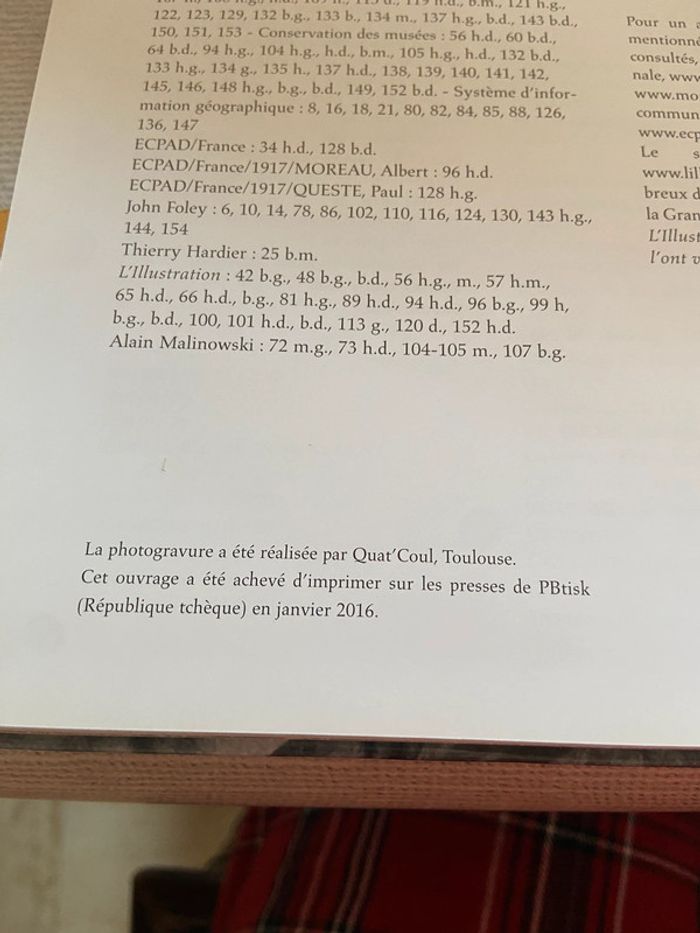 122, 123, 129, 132 b.g., 133 b., 134 m., 137 h.g., b.d., 143 b.d.,
150, 151, 153 - Conservation des musées : 56 h.d., 60 b.d.,
64 b.d., 94 h.g., 104 h.g., h.d., b.m., 105 h.g., h.d., 132 b.d.,
133 h.g., 134 g., 135 h., 137 h.d., 138, 139, 140, 141, 142,
145, 146, 148 h.g., b.g., b.d., 149, 152 b.d. - Système d'infor-
mation géographique : 8, 16, 18, 21, 80, 82, 84, 85, 88, 126,
136, 147
ECPAD/France : 34 h.d., 128 b.d.
ECPAD/France/1917/MOREAU, Albert : 96 h.d.
ECPAD/France/1917/QUESTE, Paul : 128 h.g.
John Foley : 6, 10, 14, 78, 86, 102, 110, 116, 124, 130, 143 h.g.,
144, 154
Thierry Hardier : 25 b.m.
L'Illustration : 42 b.g., 48 b.g., b.d., 56 h.g., m., 57 h.m.,
65 h.d., 66 h.d., b.g., 81 h.g., 89 h.d., 94 h.d., 96 b.g., 99 h,
b.g., b.d., 100, 101 h.d., b.d., 113 g., 120 d., 152 h.d.
Alain Malinowski : 72 m.g., 73 h.d., 104-105 m., 107 b.g.
La photogravure a été réalisée par Quat'Coul, Toulouse.
Cet ouvrage a été achevé d'imprimer sur les presses de PBtisk
(République tchèque) en janvier 2016.
Pour un
mentionné
consultés,
nale, www
www.mo
commun
www.ecp
Le s
www.lil
breux d
la Gran
L'Illust
l'ont v